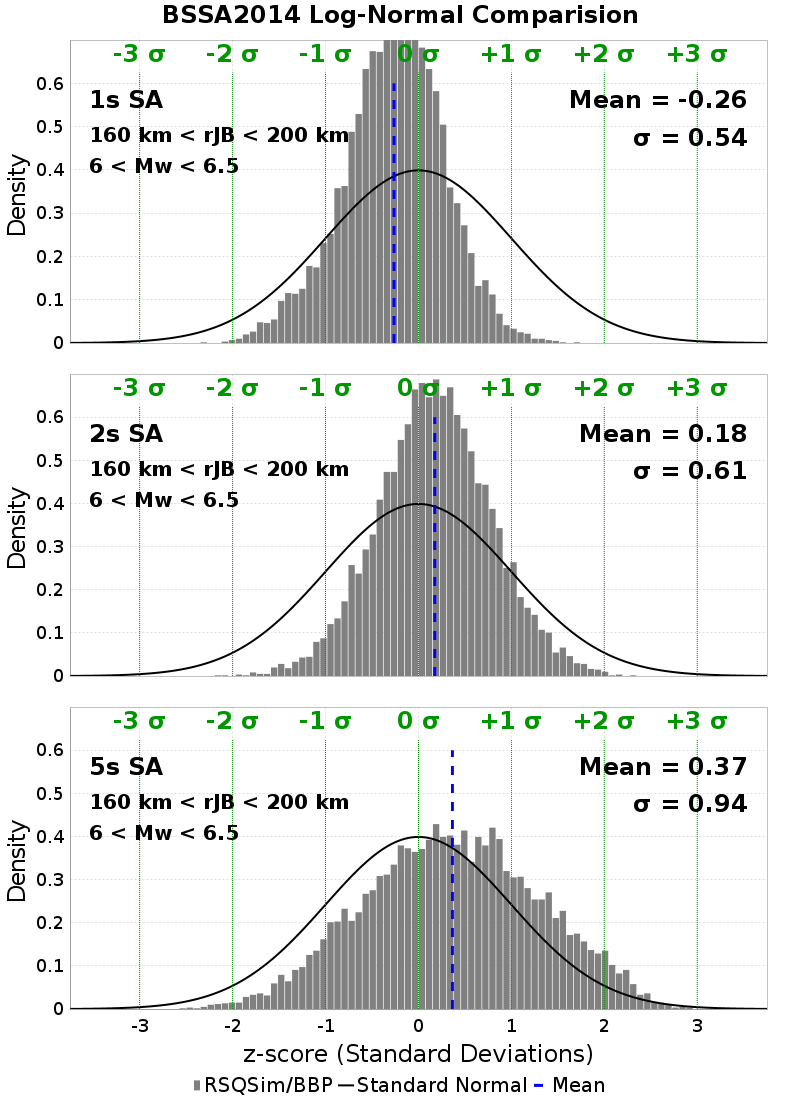 BSSA2014 Log-Normal Comparision
-3 σ -2 σ -1 σ 0 σ +1 σ +2 σ +3 σ
1s SA
160 km < rJB < 200 km
6 < Mw < 6.5
Mean = -0.26
σ = 0.54
Density
0.6
0.5
0.4
0.3
0.2
0.1
0
-3 σ -2 σ -1 σ 0 σ +1 σ +2 σ +3 σ
2s SA
160 km < rJB < 200 km
6 < Mw < 6.5
Mean = 0.18
σ = 0.61
Density
0.6
0.5
0.4
0.3
0.2
0.1
0
-3 σ -2 σ -1 σ 0 σ +1 σ +2 σ +3 σ
5s SA
160 km < rJB < 200 km
6 < Mw < 6.5
Mean = 0.37
σ = 0.94
Density
0.6
0.5
0.4
0.3
0.2
0.1
0
-3 -2 -1 0 1 2 3
z-score (Standard Deviations)
RSQSim/BBP Standard Normal Mean